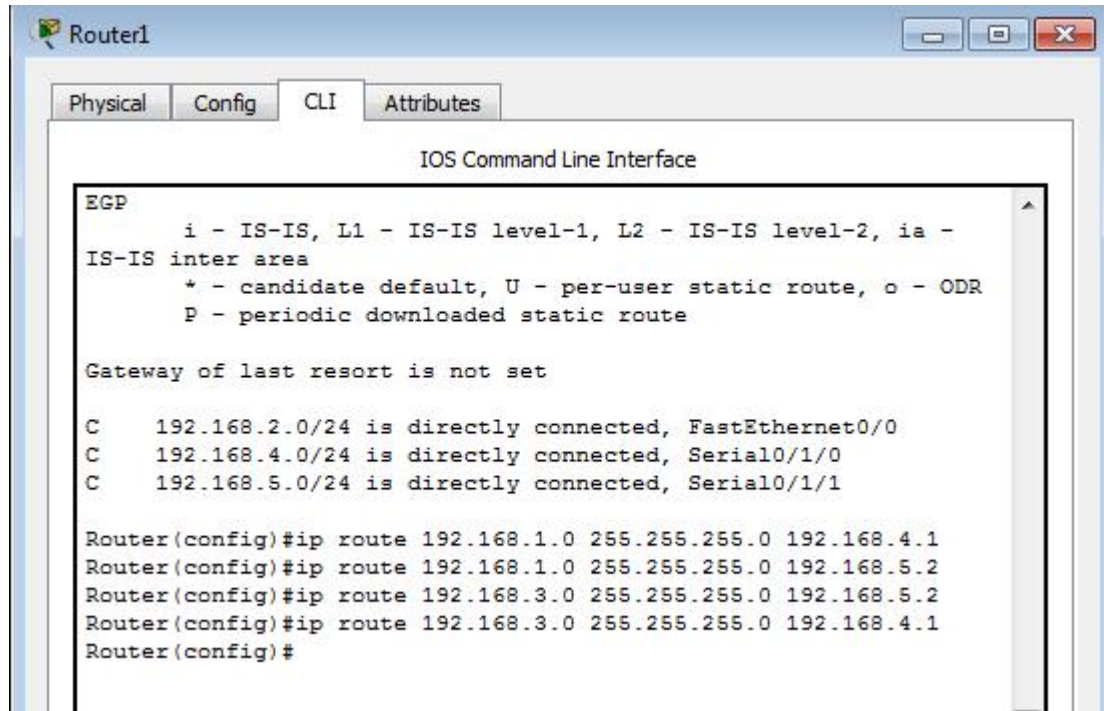 Router1
Physical Config CLI Attributes
IOS Command Line Interface
EGP
i - IS-IS, L1 - IS-IS level-1, L2 - IS-IS level-2, ia -
IS-IS inter area
* - candidate default, U - per-user static route, o - ODR
P - periodic downloaded static route
Gateway of last resort is not set
C 192.168.2.0/24 is directly connected, FastEthernet0/0
C 192.168.4.0/24 is directly connected, Serial0/1/0
C 192.168.5.0/24 is directly connected, Serial0/1/1
Router(config)#ip route 192.168.1.0 255.255.255.0 192.168.4.1
Router(config)#ip route 192.168.1.0 255.255.255.0 192.168.5.2
Router(config)#ip route 192.168.3.0 255.255.255.0 192.168.5.2
Router(config)#ip route 192.168.3.0 255.255.255.0 192.168.4.1
Router(config)#